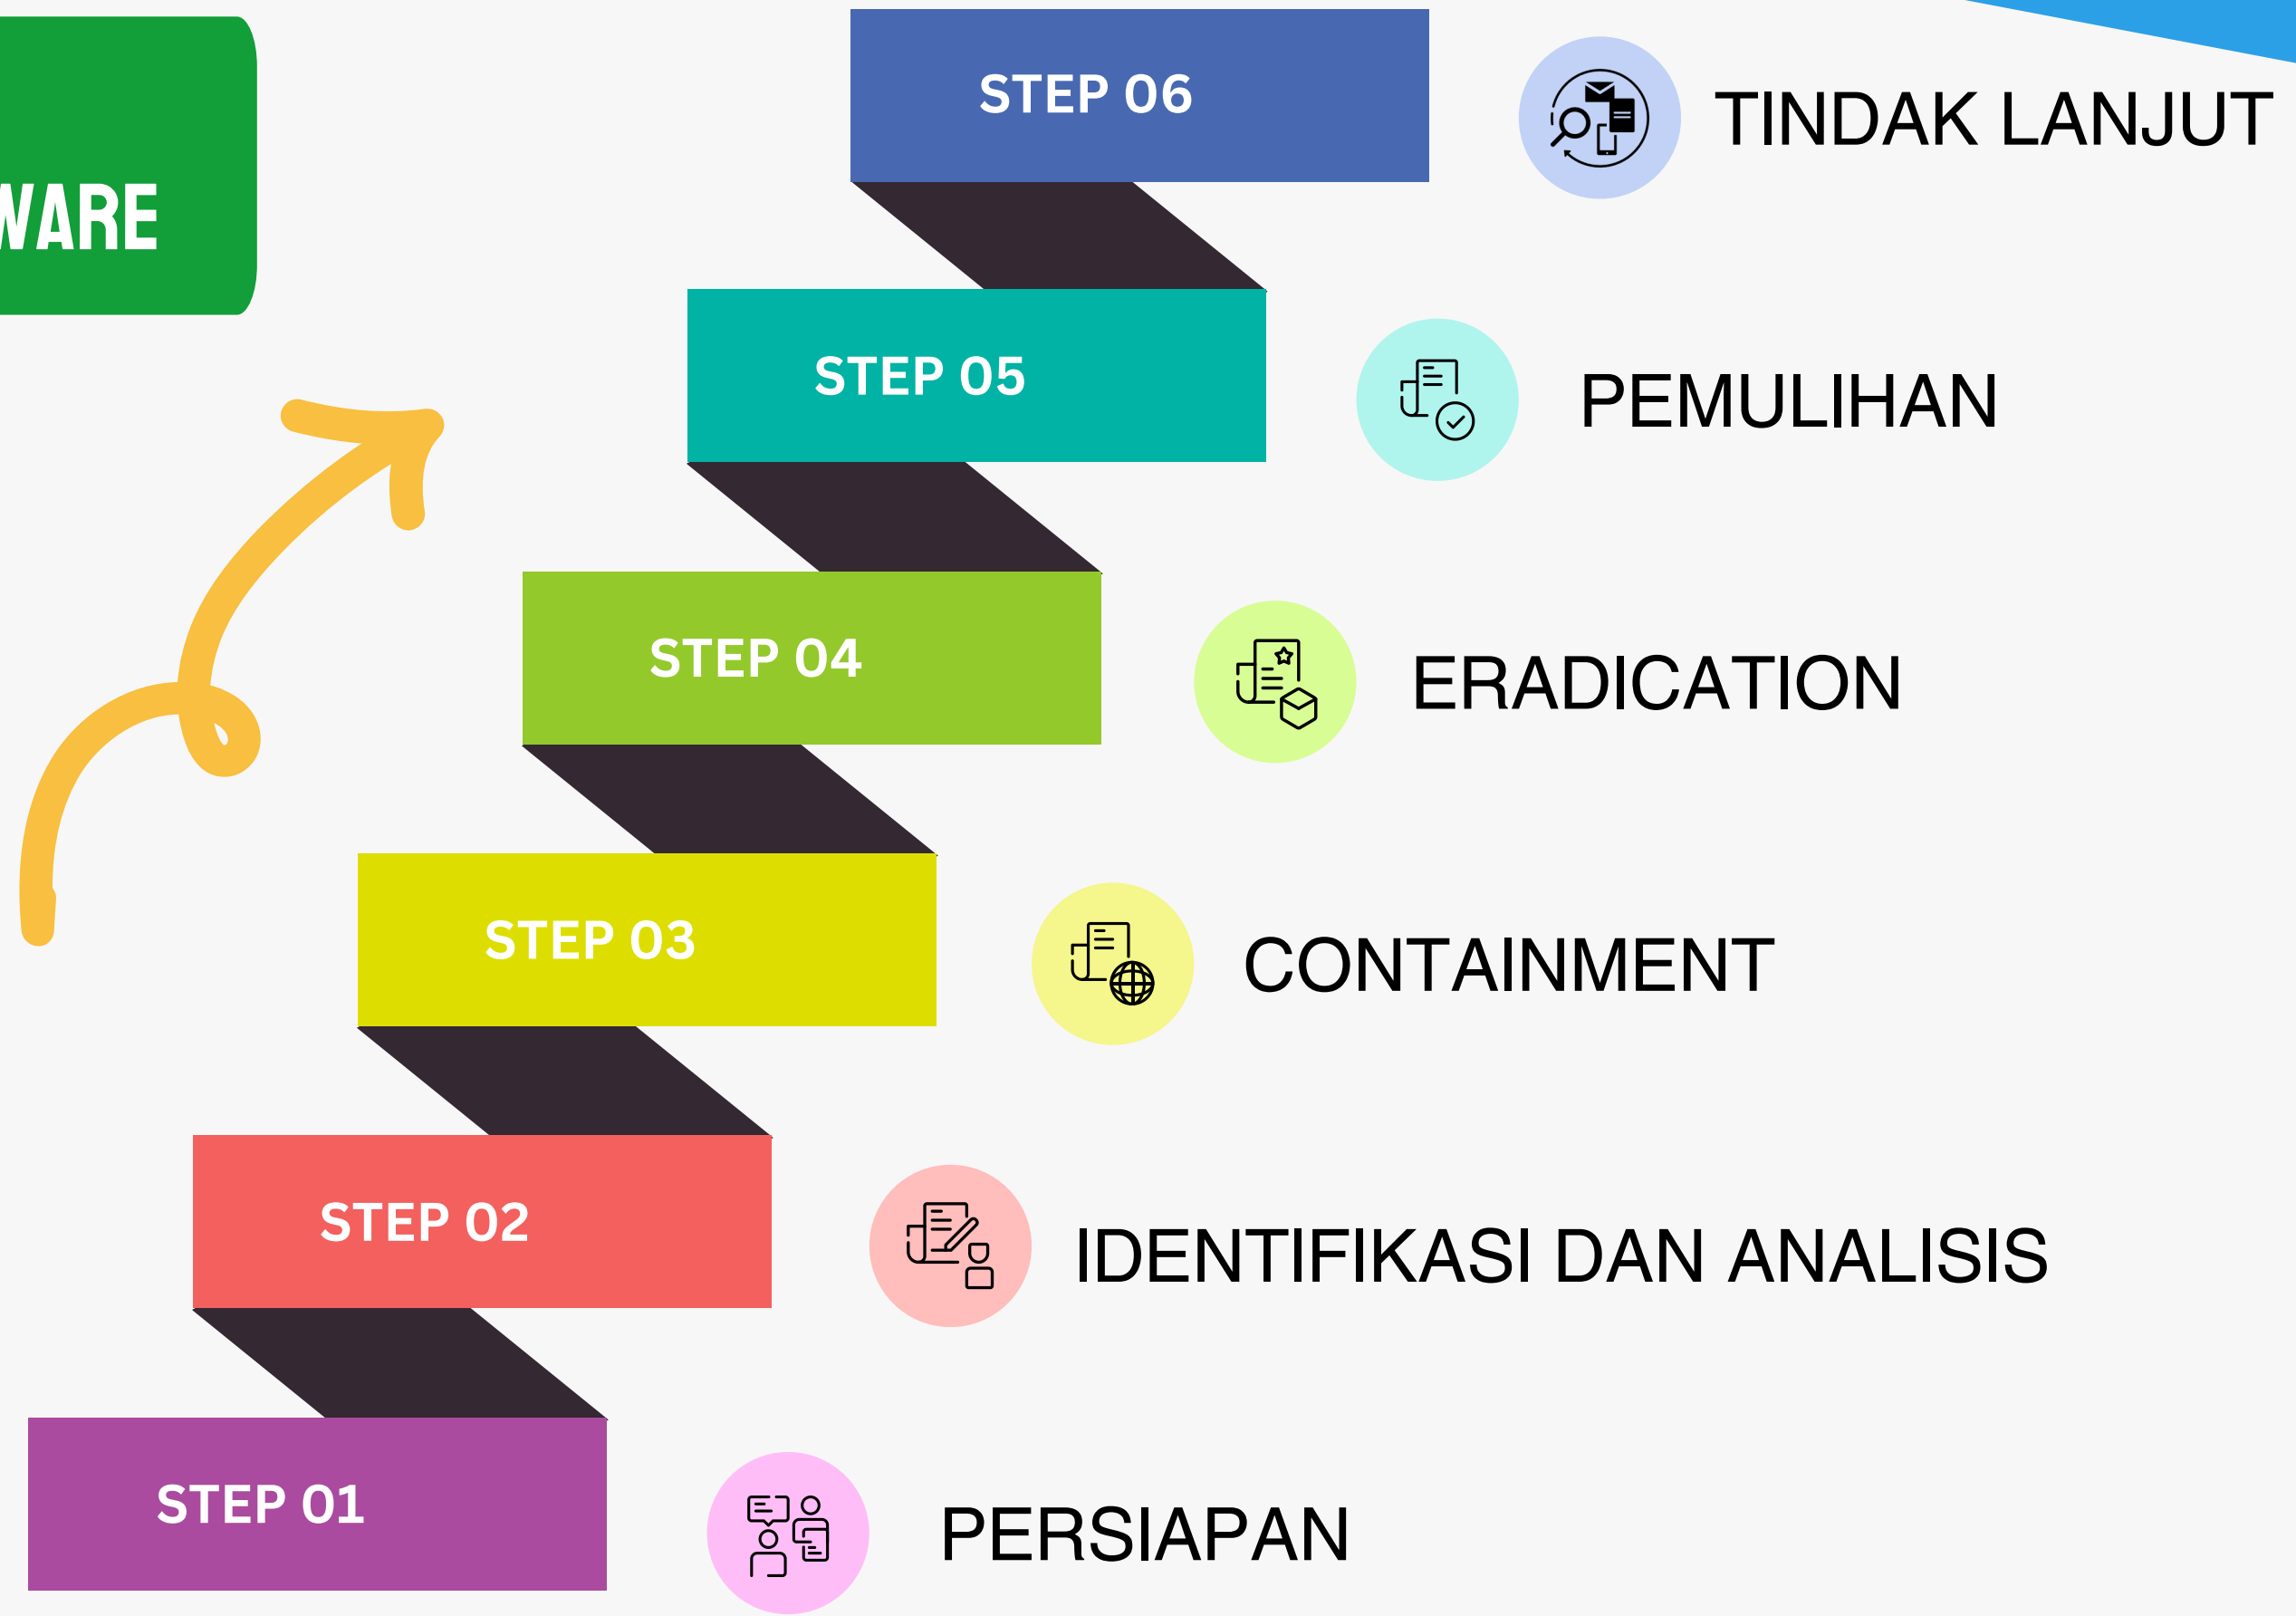 STEP 06
TINDAK LANJUT
WARE
STEP 05
PEMULIHAN
STEP 04
ERADICATION
STEP 03
CONTAINMENT
STEP 02
IDENTIFIKASI DAN ANALISIS
STEP 01
PERSIAPAN